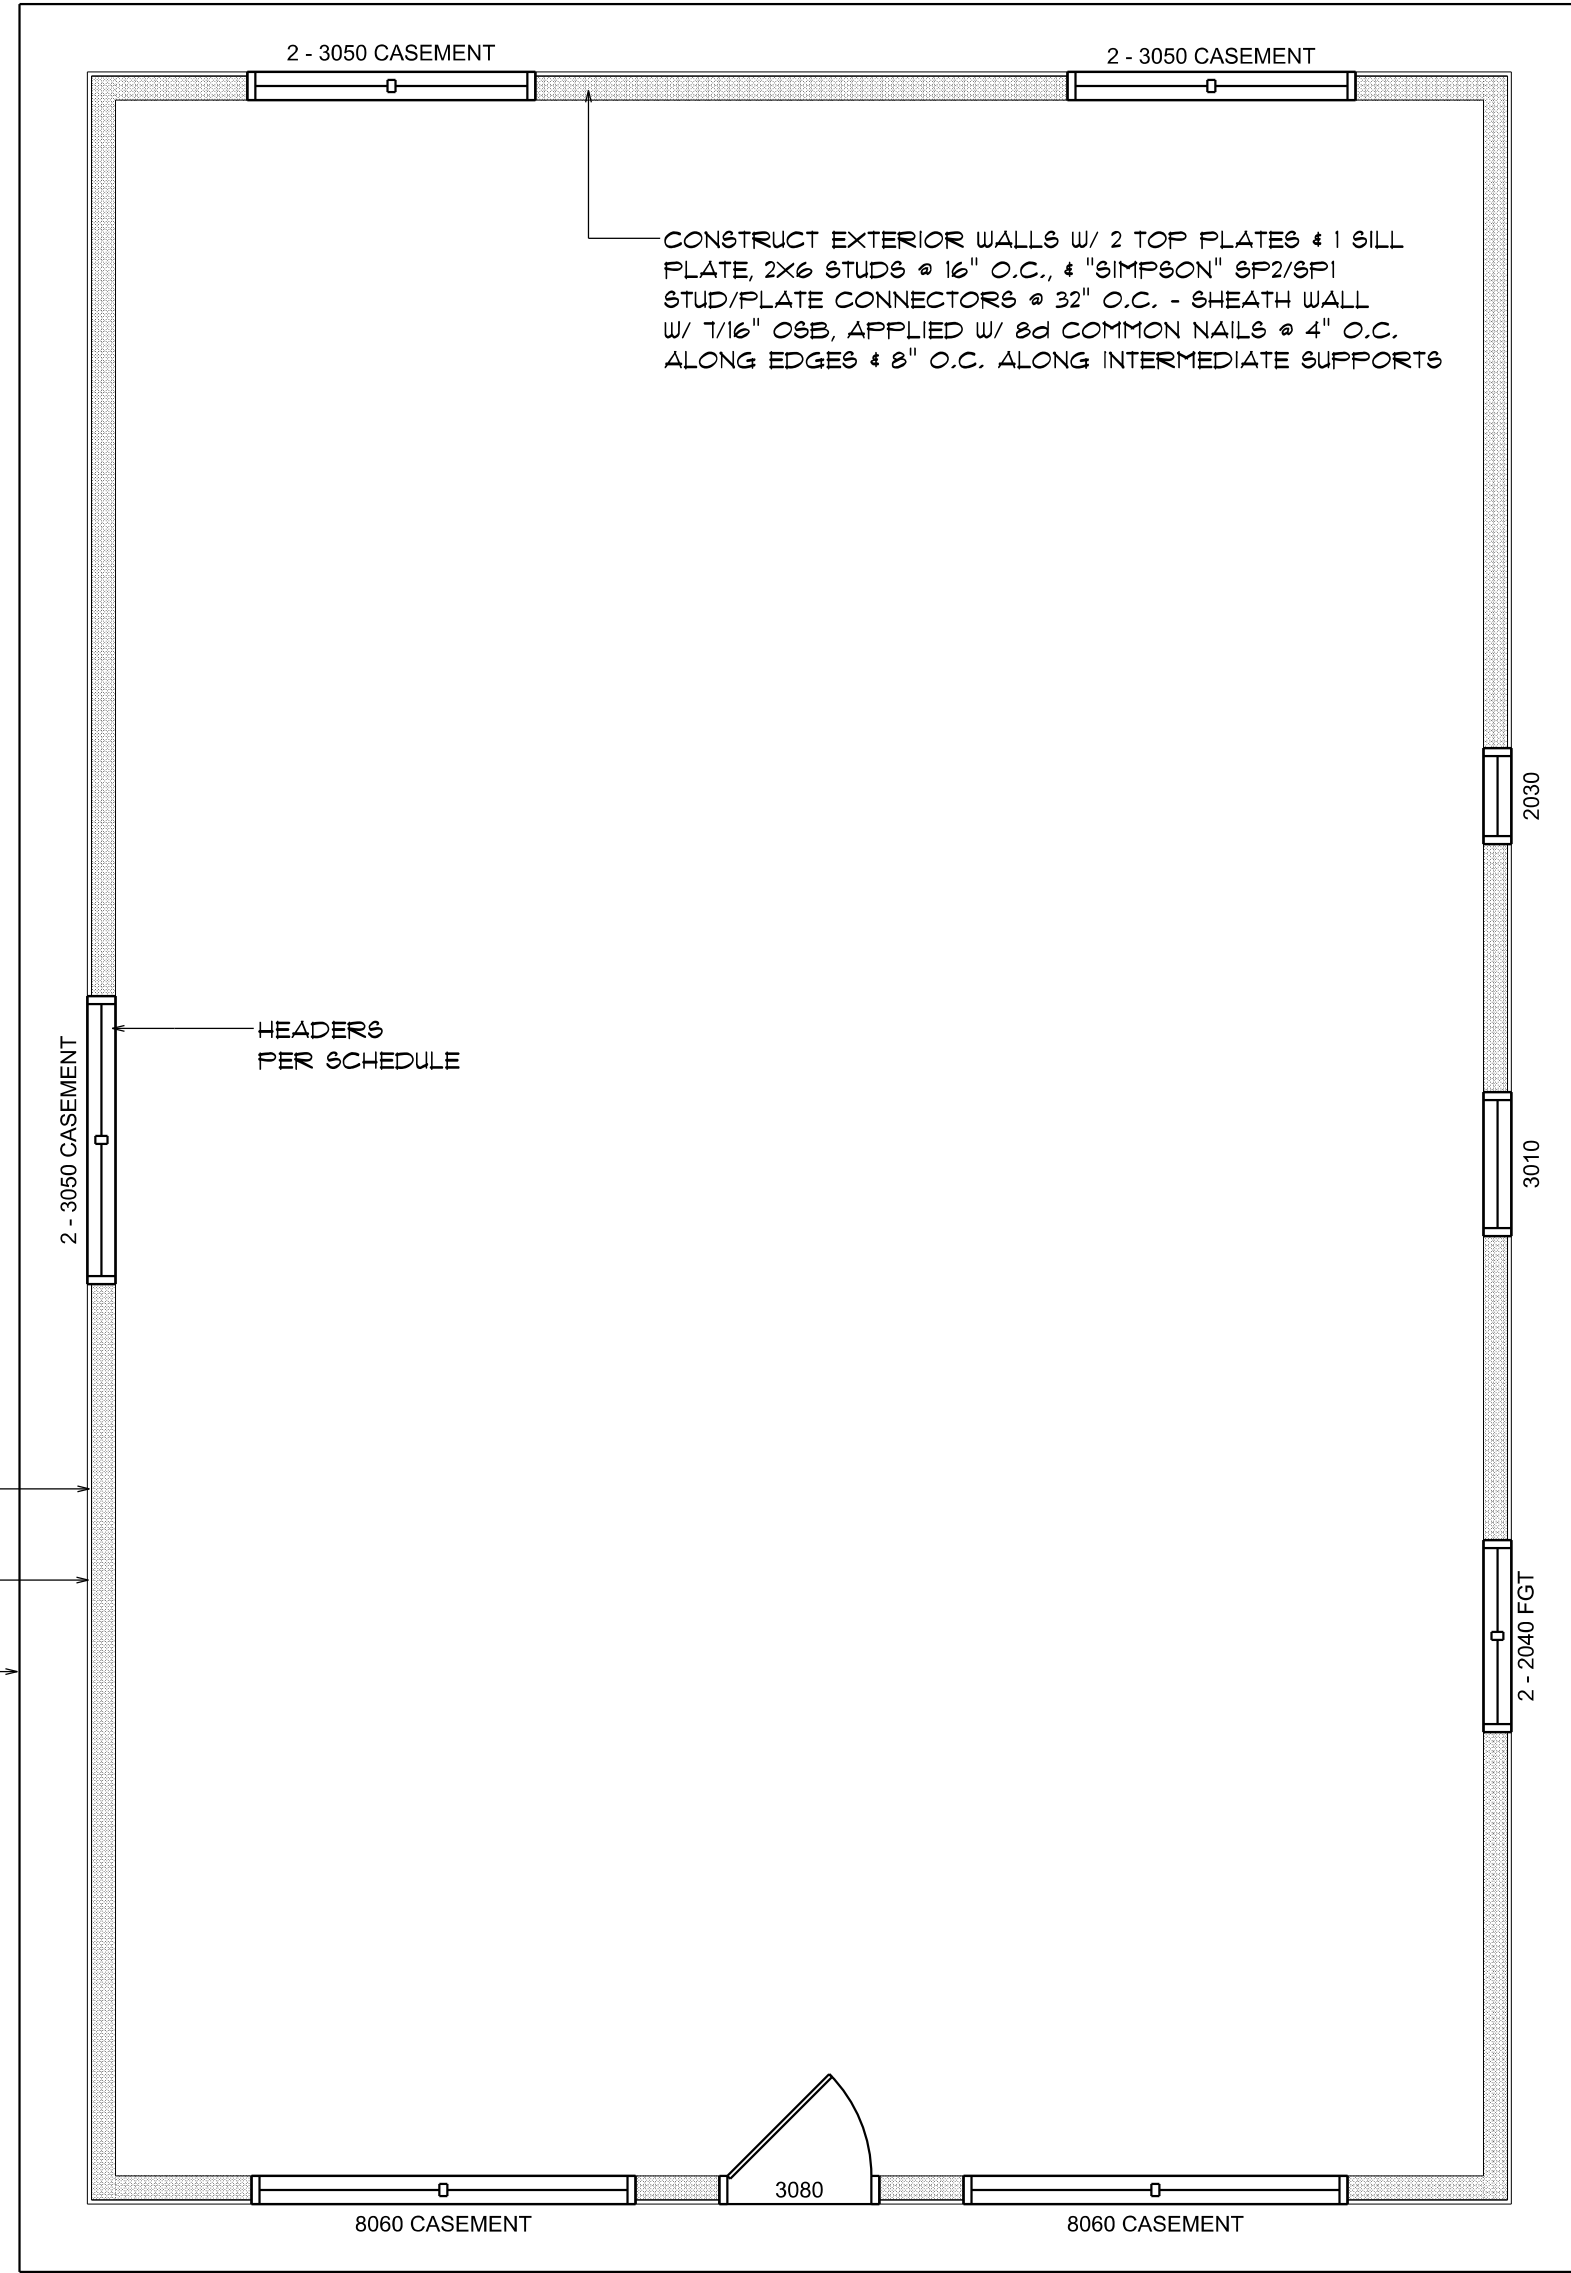 2 - 3050 CASEMENT
2 - 3050 CASEMENT
CONSTRUCT EXTERIOR WALLS W/ 2 TOP PLATES & 1 SILL
PLATE, 2X6 STUDS @ 16" O.C., & "SIMPSON" SP2/SP1
STUD/PLATE CONNECTORS @ 32" O.C. - SHEATH WALL
W/ 7/16" OSB, APPLIED W/ 8d COMMON NAILS @ 4" O.C.
ALONG EDGES & 8" O.C. ALONG INTERMEDIATE SUPPORTS
2030
2 - 3050 CASEMENT
HEADERS
PER SCHEDULE
3010
2 - 2040 FGT
3080
8060 CASEMENT
8060 CASEMENT